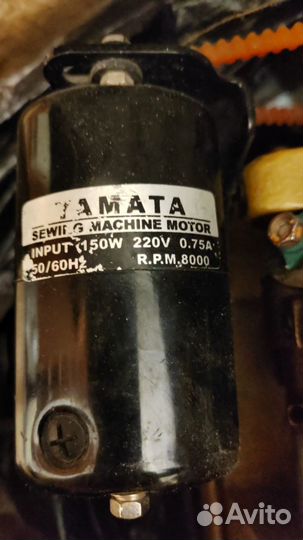 YAMATA
SEWING MACHINE MOTOR
INPUT 150W 220V 0.75A
50/60HZ R.P.M.8000
Avito